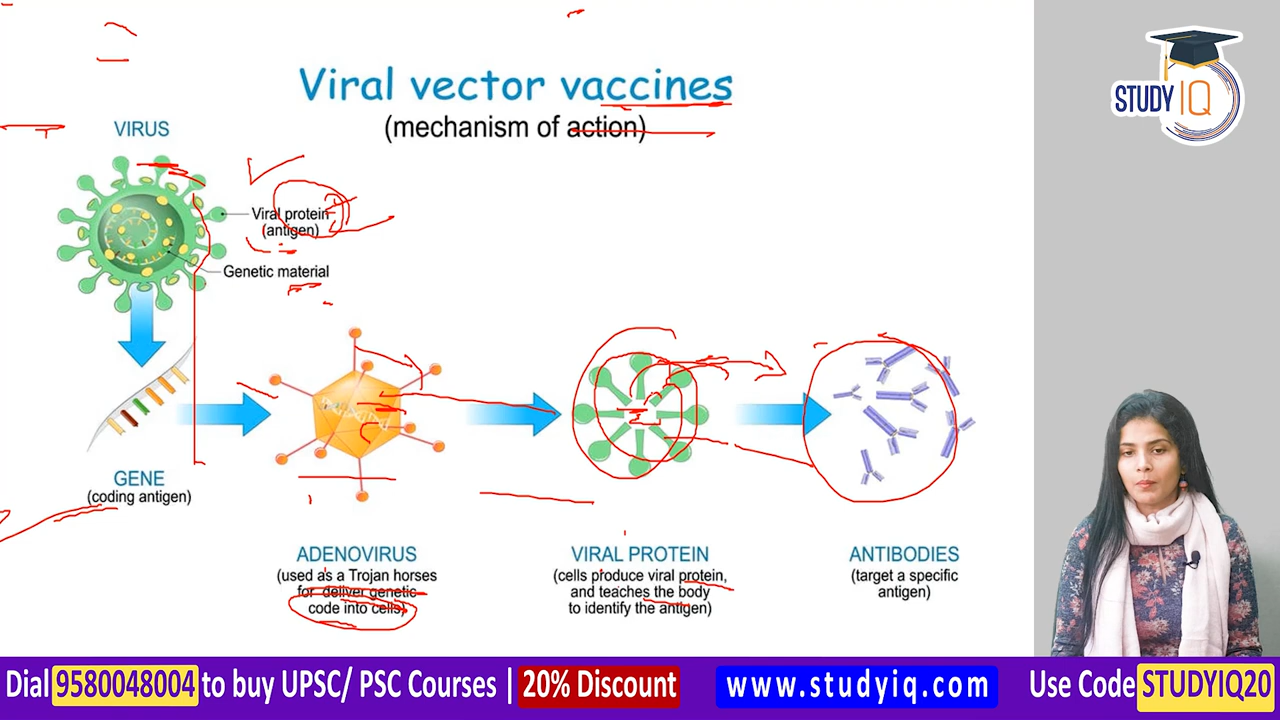 Viral vector vaccines
(mechanism of action)
VIRUS
Viral protein
(antigen)
Genetic material
GENE
(coding antigen)
ADENOVIRUS
(used as a Trojan horses
for deliver genetic
code into cells)
VIRAL PROTEIN
(cells produce viral protein,
and teaches the body
to identify the antigen)
ANTIBODIES
(target a specific
antigen)
STUDY IQ
Dial 9580048004 to buy UPSC/ PSC Courses | 20% Discount www.studyiq.com Use Code STUDYIQ20